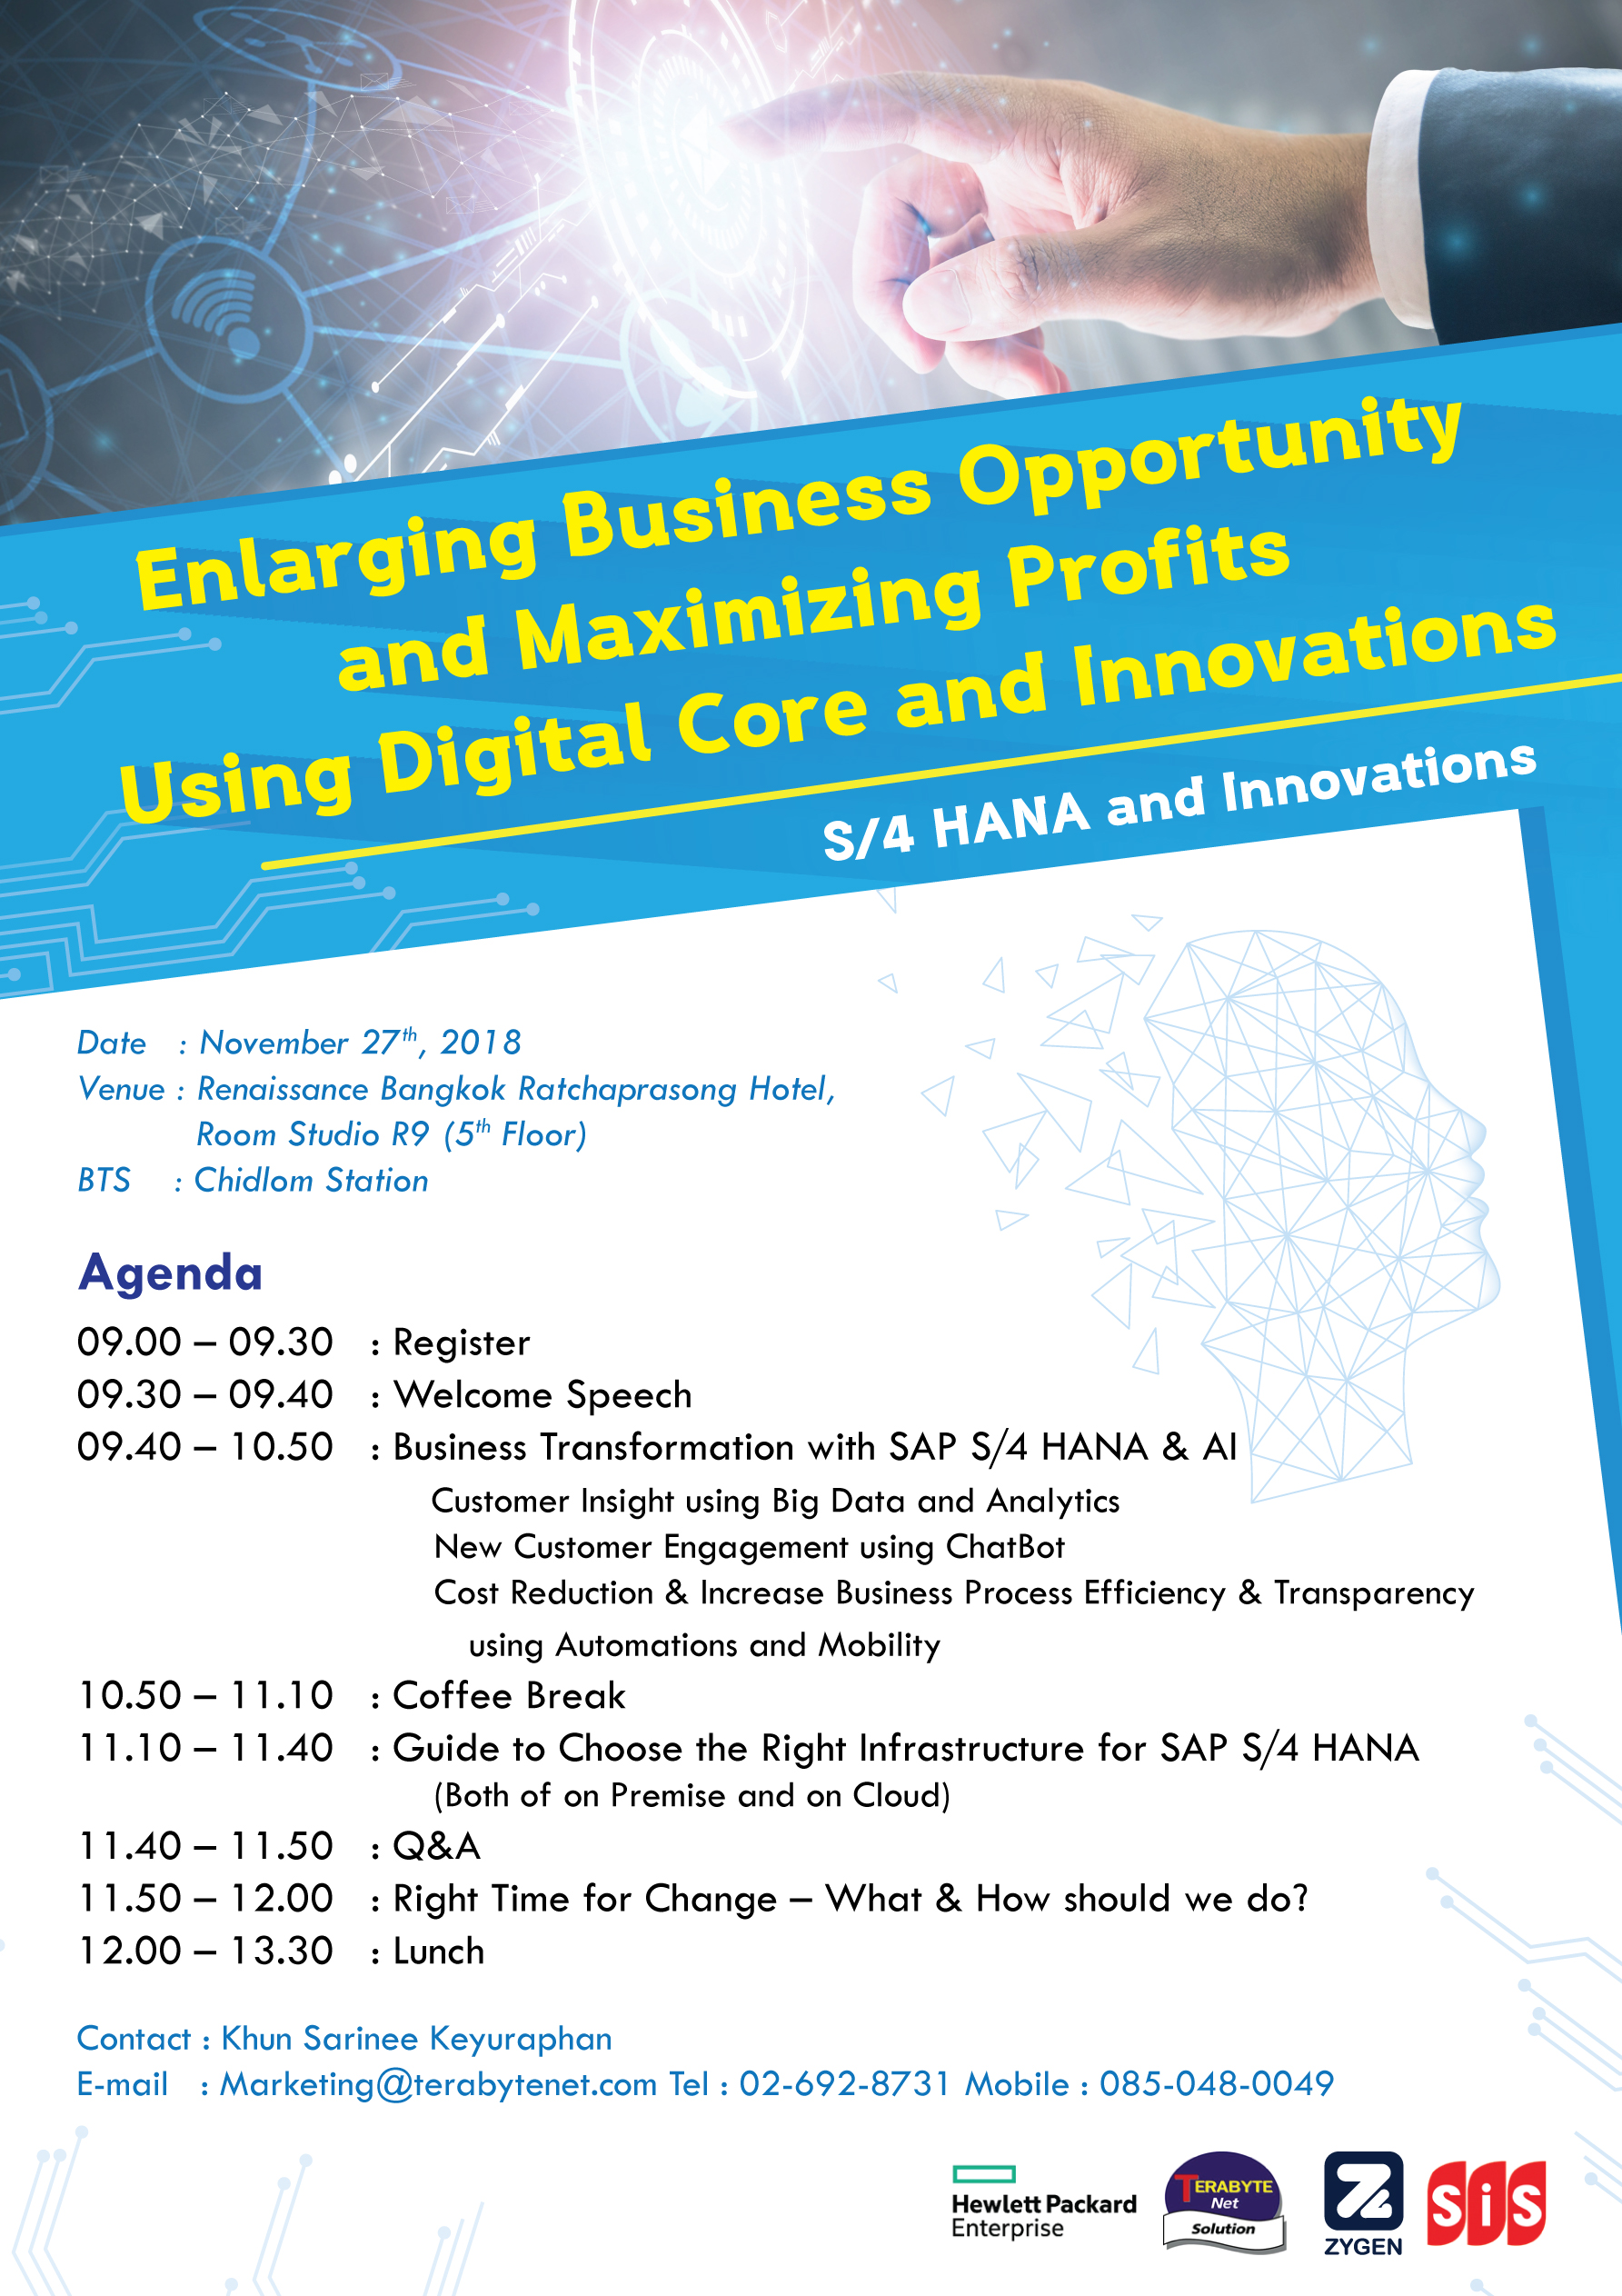 Enlarging Business Opportunity
and Maximizing Profits
Using Digital Core and Innovations
S/4 HANA and Innovations
Date : November 27th, 2018
Venue : Renaissance Bangkok Ratchaprasong Hotel,
Room Studio R9 (5th Floor)
BTS : Chidlom Station
Agenda
09.00 – 09.30 : Register
09.30 – 09.40 : Welcome Speech
09.40 – 10.50 : Business Transformation with SAP S/4 HANA & AI
Customer Insight using Big Data and Analytics
New Customer Engagement using ChatBot
Cost Reduction & Increase Business Process Efficiency & Transparency
using Automations and Mobility
10.50 – 11.10 : Coffee Break
11.10 – 11.40 : Guide to Choose the Right Infrastructure for SAP S/4 HANA
(Both of on Premise and on Cloud)
11.40 – 11.50 : Q&A
11.50 – 12.00 : Right Time for Change – What & How should we do?
12.00 – 13.30 : Lunch
Contact : Khun Sarinee Keyuraphan
E-mail : Marketing@terabytenet.com Tel : 02-692-8731 Mobile : 085-048-0049
Hewlett Packard
Enterprise
TERABYTE
Net
Solution
ZYGEN
SiS